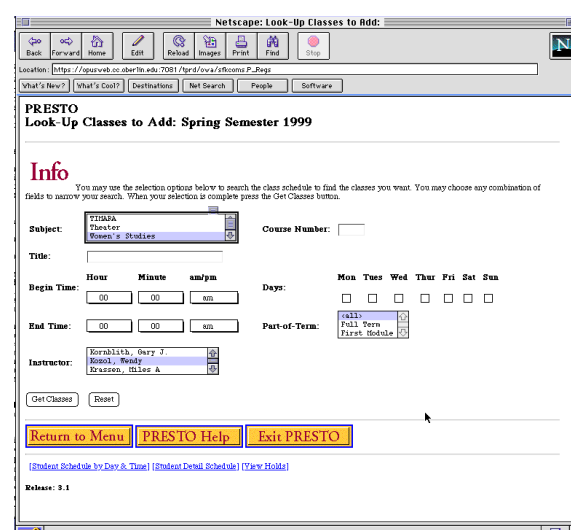 Netscape: Look-Up Classes to Add:
Back Forward Home Edit Reload Images Print Find Stop
N
Location: https://opusweb.cc.oberlin.edu:7081/tprd/owa/sfkcoms.P_Regs
What's New? What's Cool? Destinations Net Search People Software
PRESTO
Look-Up Classes to Add: Spring Semester 1999
Info
You may use the selection options below to search the class schedule to find the classes you want. You may choose any combination of
fields to narrow your search. When your selection is complete press the Get Classes button.
Subject: TIMARA Theater Women's Studies Course Number:
Title:
Hour Minute am/pm Mon Tues Wed Thur Fri Sat Sun
Begin Time: 00 00 am Days:
End Time: 00 00 am Part-of-Term: <all> Full Term First Module
Instructor: Kornblith, Gary J. Kozol, Wendy Krassen, Miles A
Get Classes Reset
Return to Menu PRESTO Help Exit PRESTO
[Student Schedule by Day & Time] [Student Detail Schedule] [View Holds]
Release: 3.1